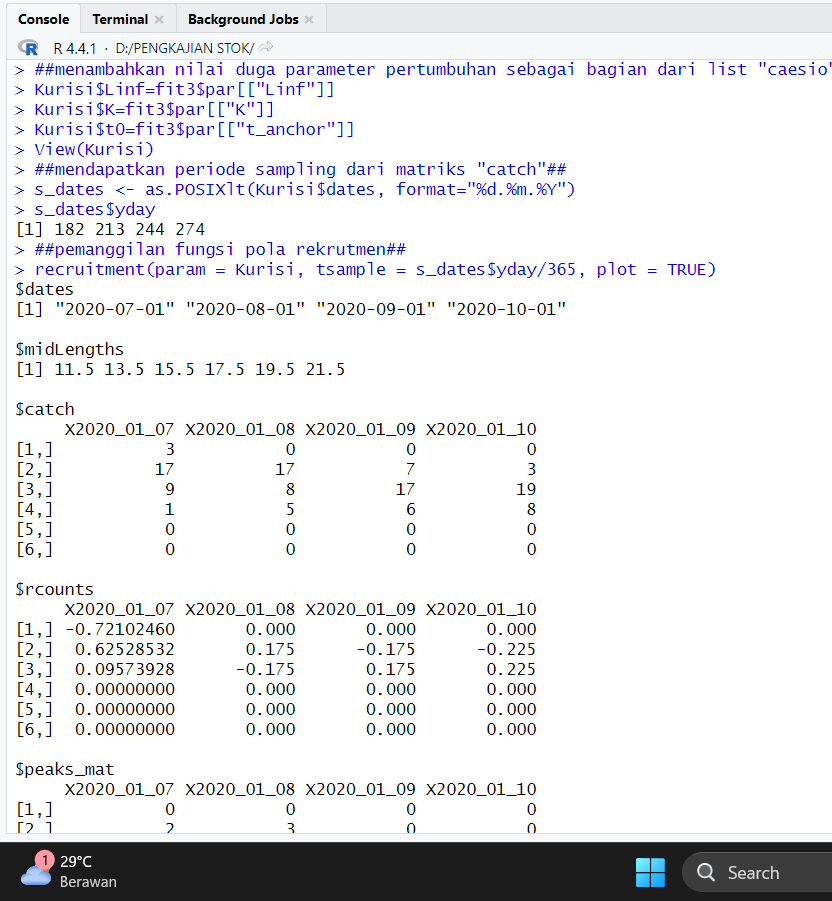 Console Terminal Background Jobs
R R 4.4.1 · D:/PENGKAJIAN STOK/
> ##menambahkan nilai duga parameter pertumbuhan sebagai bagian dari list "caesio"
> Kurisi$Linf=fit3$par[["Linf"]]
> Kurisi$K=fit3$par[["K"]]
> Kurisi$t0=fit3$par[["t_anchor"]]
> View(Kurisi)
> ##mendapatkan periode sampling dari matriks "catch"##
> s_dates <- as.POSIXlt(Kurisi$dates, format="%d.%m.%Y")
> s_dates$yday
[1] 182 213 244 274
> ##pemanggilan fungsi pola rekrutmen##
> recruitment(param = Kurisi, tsample = s_dates$yday/365, plot = TRUE)
$dates
[1] "2020-07-01" "2020-08-01" "2020-09-01" "2020-10-01"
$midLengths
[1] 11.5 13.5 15.5 17.5 19.5 21.5
$catch
X2020_01_07 X2020_01_08 X2020_01_09 X2020_01_10
[1,] 3 0 0 0
[2,] 17 17 7 3
[3,] 9 8 17 19
[4,] 1 5 6 8
[5,] 0 0 0 0
[6,] 0 0 0 0
$rcounts
X2020_01_07 X2020_01_08 X2020_01_09 X2020_01_10
[1,] -0.72102460 0.000 0.000 0.000
[2,] 0.62528532 0.175 -0.175 -0.225
[3,] 0.09573928 -0.175 0.175 0.225
[4,] 0.00000000 0.000 0.000 0.000
[5,] 0.00000000 0.000 0.000 0.000
[6,] 0.00000000 0.000 0.000 0.000
$peaks_mat
X2020_01_07 X2020_01_08 X2020_01_09 X2020_01_10
[1,] 0 0 0 0
[2,] 2 3 0 0
1 29°C
Berawan
Search